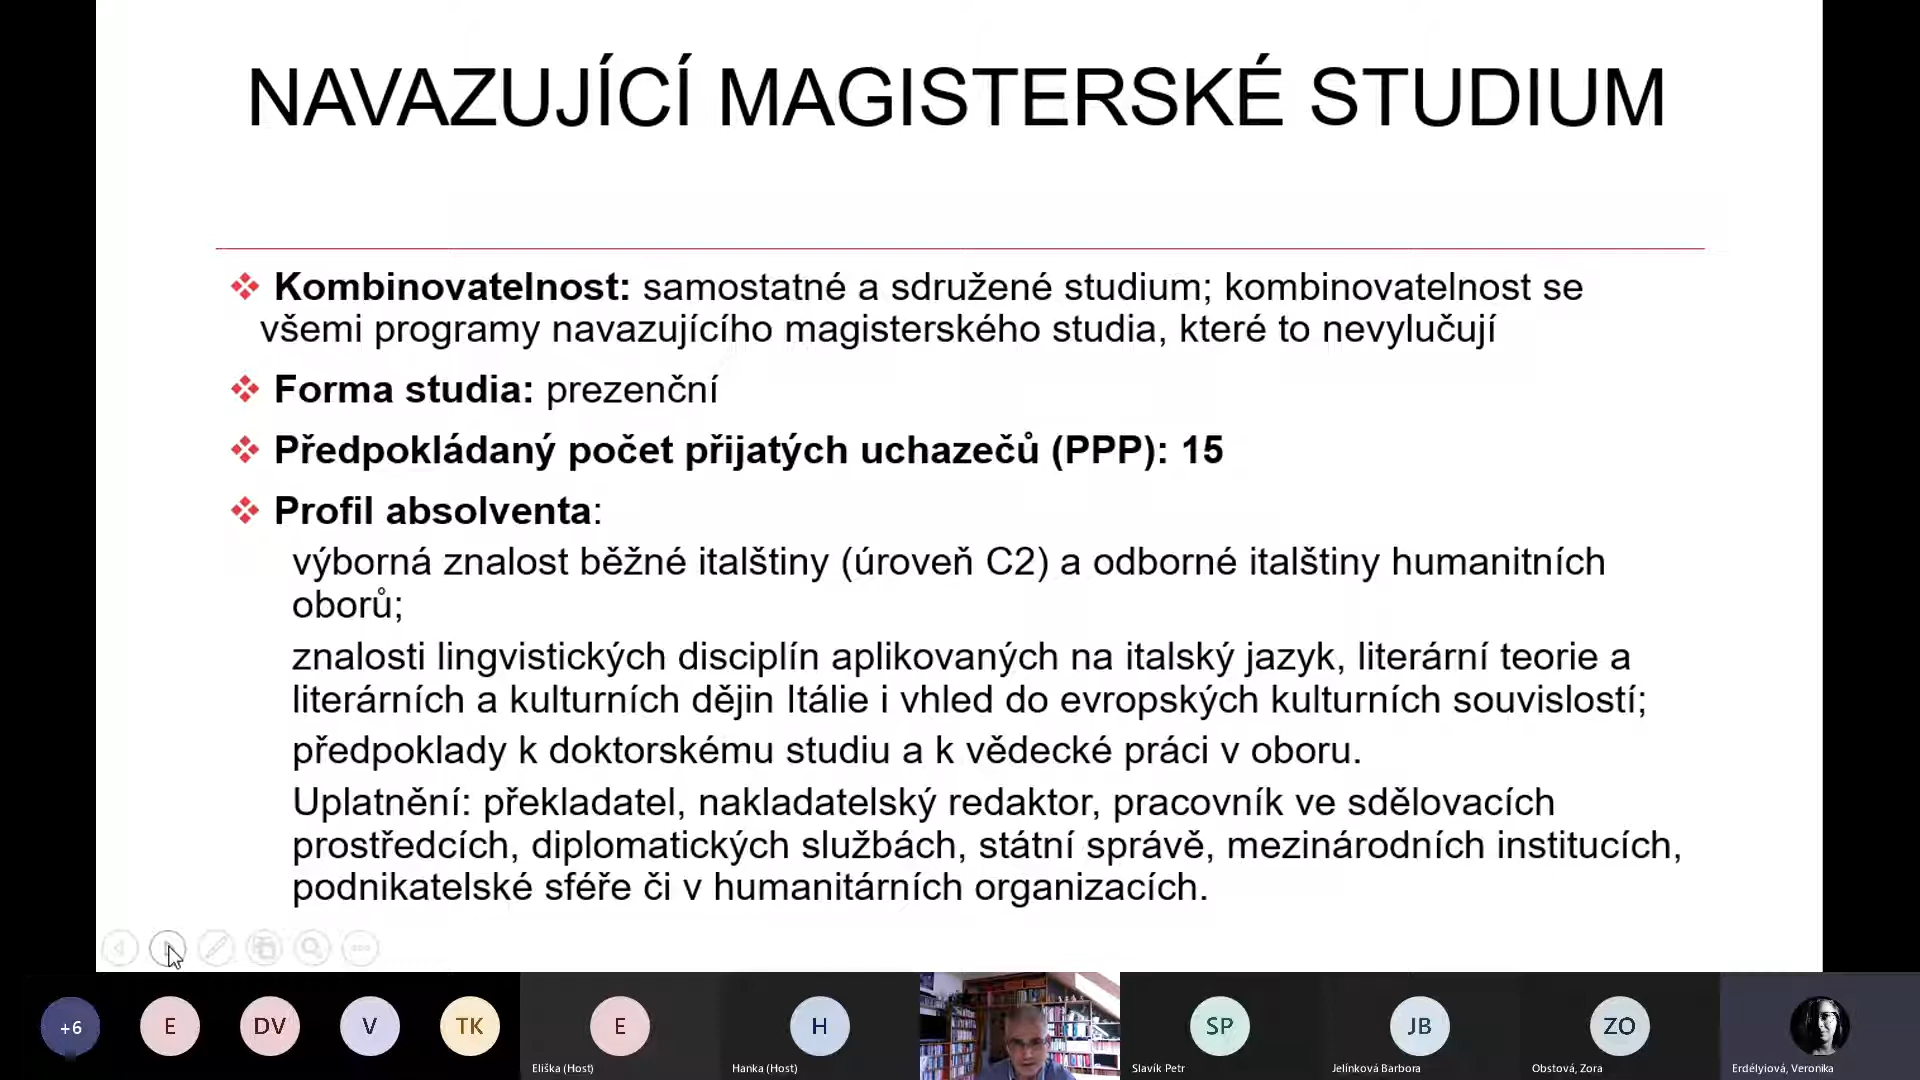 NAVAZUJÍCÍ MAGISTERSKÉ STUDIUM
Kombinovatelnost: samostatné a sdružené studium; kombinovatelnost se
všemi programy navazujícího magisterského studia, které to nevylučují
Forma studia: prezenční
Předpokládaný počet přijatých uchazečů (PPP): 15
Profil absolventa:
výborná znalost běžné italštiny (úroveň C2) a odborné italštiny humanitních
oborů;
znalosti lingvistických disciplín aplikovaných na italský jazyk, literární teorie a
literárních a kulturních dějin Itálie i vhled do evropských kulturních souvislostí;
předpoklady k doktorskému studiu a k vědecké práci v oboru.
Uplatnění: překladatel, nakladatelský redaktor, pracovník ve sdělovacích
prostředcích, diplomatických službách, státní správě, mezinárodních institucích,
podnikatelské sféře či v humanitárních organizacích.
+6 E DV V TK E H SP JB ZO
Eliška (Host) Hanka (Host) Slavík Petr Jelínková Barbora Obstová, Zora Erdélyiová, Veronika